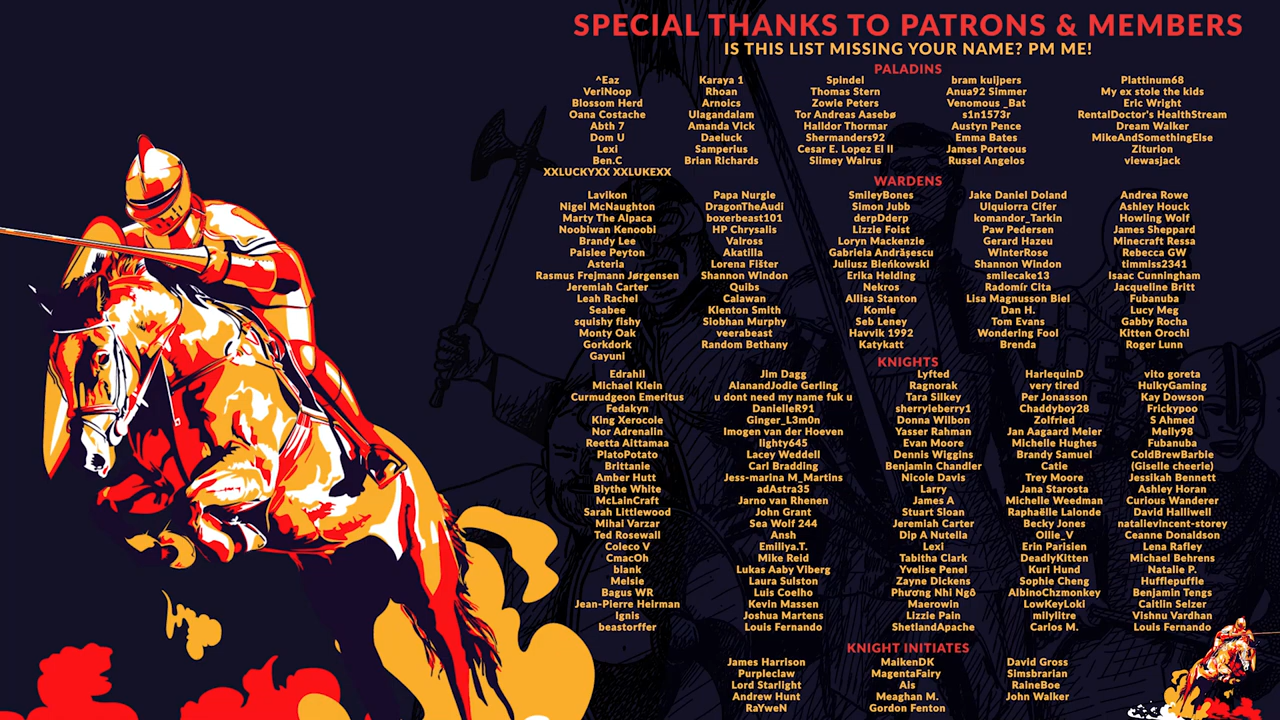 SPECIAL THANKS TO PATRONS & MEMBERS
IS THIS LIST MISSING YOUR NAME? PM ME!
PALADINS
^Eaz
VeriNoop
Blossom Herd
Oana Costache
Abth 7
Dom U
Lexi
Ben.C
XXLUCKYXX XXLUKEXX
Karaya 1
Rhoan
Arnoics
Ulagandalam
Amanda Vick
Daeluck
Samperius
Brian Richards
Spindel
Thomas Stern
Zowie Peters
Tor Andreas Aasebø
Halldor Thormar
Shermanders92
Cesar E. Lopez El II
Slimey Walrus
bram kuijpers
Anua92 Simmer
Venomous _Bat
s1n1573r
Austyn Pence
Emma Bates
James Porteous
Russel Angelos
Plattinum68
My ex stole the kids
Eric Wright
RentalDoctor's HealthStream
Dream Walker
MikeAndSomethingElse
Ziturion
viewasjack
WARDENS
Lavikon
Nigel McNaughton
Marty The Alpaca
Nooblwan Kenoobi
Brandy Lee
Paislee Peyton
Asteria
Rasmus Frejmann Jørgensen
Jeremiah Carter
Leah Rachel
Seabee
squishy fishy
Monty Oak
Gorkdork
Gayuni
Papa Nurgle
DragonTheAudi
boxerbeast101
HP Chrysalis
Valross
Akatilla
Lorena Fišter
Shannon Windon
Quibs
Calawan
Klenton Smith
Siobhan Murphy
veerabeast
Random Bethany
SmileyBones
Simon Jubb
derpDderp
Lizzie Foist
Loryn Mackenzie
Gabriela Andrășescu
Juliusz Bieńkowski
Erika Helding
Nekros
Allisa Stanton
Komle
Seb Leney
Havvik 1992
Katykatt
Jake Daniel Doland
Ulquiorra Cifer
komandor_Tarkin
Paw Pedersen
Gerard Hazeu
WinterRose
Shannon Windon
smilecake13
Radomír Cita
Lisa Magnusson Biel
Dan H.
Tom Evans
Wondering Fool
Brenda
Andrea Rowe
Ashley Houck
Howling Wolf
James Sheppard
Minecraft Ressa
Rebecca GW
timmiss2341
Isaac Cunningham
Jacqueline Britt
Fubanuba
Lucy Meg
Gabby Rocha
Kitten Orochi
Roger Lunn
KNIGHTS
Edrahil
Michael Klein
Curmudgeon Emeritus
Fedakyn
King Xerocole
Nor Adrenalin
Reetta Aittamaa
PlatoPotato
Brittanie
Amber Hutt
Blythe White
McLainCraft
Sarah Littlewood
Mihai Varzar
Ted Rosewall
Coleco V
CmacOh
blank
Melsie
Bagus WR
Jean-Pierre Heirman
Ignis
beastorffer
Jim Dagg
AlanandJodie Gerling
u dont need my name fuk u
DanielleR91
Ginger_L3m0n
Imogen van der Hoeven
lighty645
Lacey Weddell
Carl Bradding
Jess-marina M_Martins
adAstra35
Jarno van Rhenen
John Grant
Sea Wolf 244
Ansh
Emiliya.T.
Mike Reid
Lukas Aaby Viberg
Laura Sulston
Luis Coelho
Kevin Massen
Joshua Martens
Louis Fernando
Lyfted
Ragnorak
Tara Silkey
sherryieberry1
Donna Wilbon
Yasser Rahman
Evan Moore
Dennis Wiggins
Benjamin Chandler
Nicole Davis
Larry
James A
Stuart Sloan
Jeremiah Carter
Dip A Nutella
Lexi
Tabitha Clark
Yvelise Penel
Zayne Dickens
Phương Nhi Ngô
Maerowin
Lizzie Pain
ShetlandApache
HarlequinD
very tired
Per Jonasson
Chaddyboy28
Zolfried
Jan Aagaard Meier
Michelle Hughes
Brandy Samuel
Catie
Trey Moore
Jana Starosta
Michelle Weedman
Raphaëlle Lalonde
Becky Jones
Ollie_V
Erin Parisien
DeadlyKitten
Kuri Hund
Sophie Cheng
AlbinoChzmonkey
LowKeyLoki
milylitre
Carlos M.
vito goreta
HulkyGaming
Kay Dowson
Frickypoo
S Ahmed
Melly98
Fubanuba
ColdBrewBarbie
(Giselle cheerie)
Jessikah Bennett
Ashley Horan
Curious Wanderer
David Halliwell
natalievincent-storey
Ceanne Donaldson
Lena Rafley
Michael Behrens
Natalie P.
Hufflepuffle
Benjamin Tengs
Caitlin Seizer
Vishnu Vardhan
Louis Fernando
KNIGHT INITIATES
James Harrison
Purpleclaw
Lord Starlight
Andrew Hunt
RaYweN
MaikenDK
MagentaFairy
Ais
Meaghan M.
Gordon Fenton
David Gross
Simsbrarian
RaineBoe
John Walker